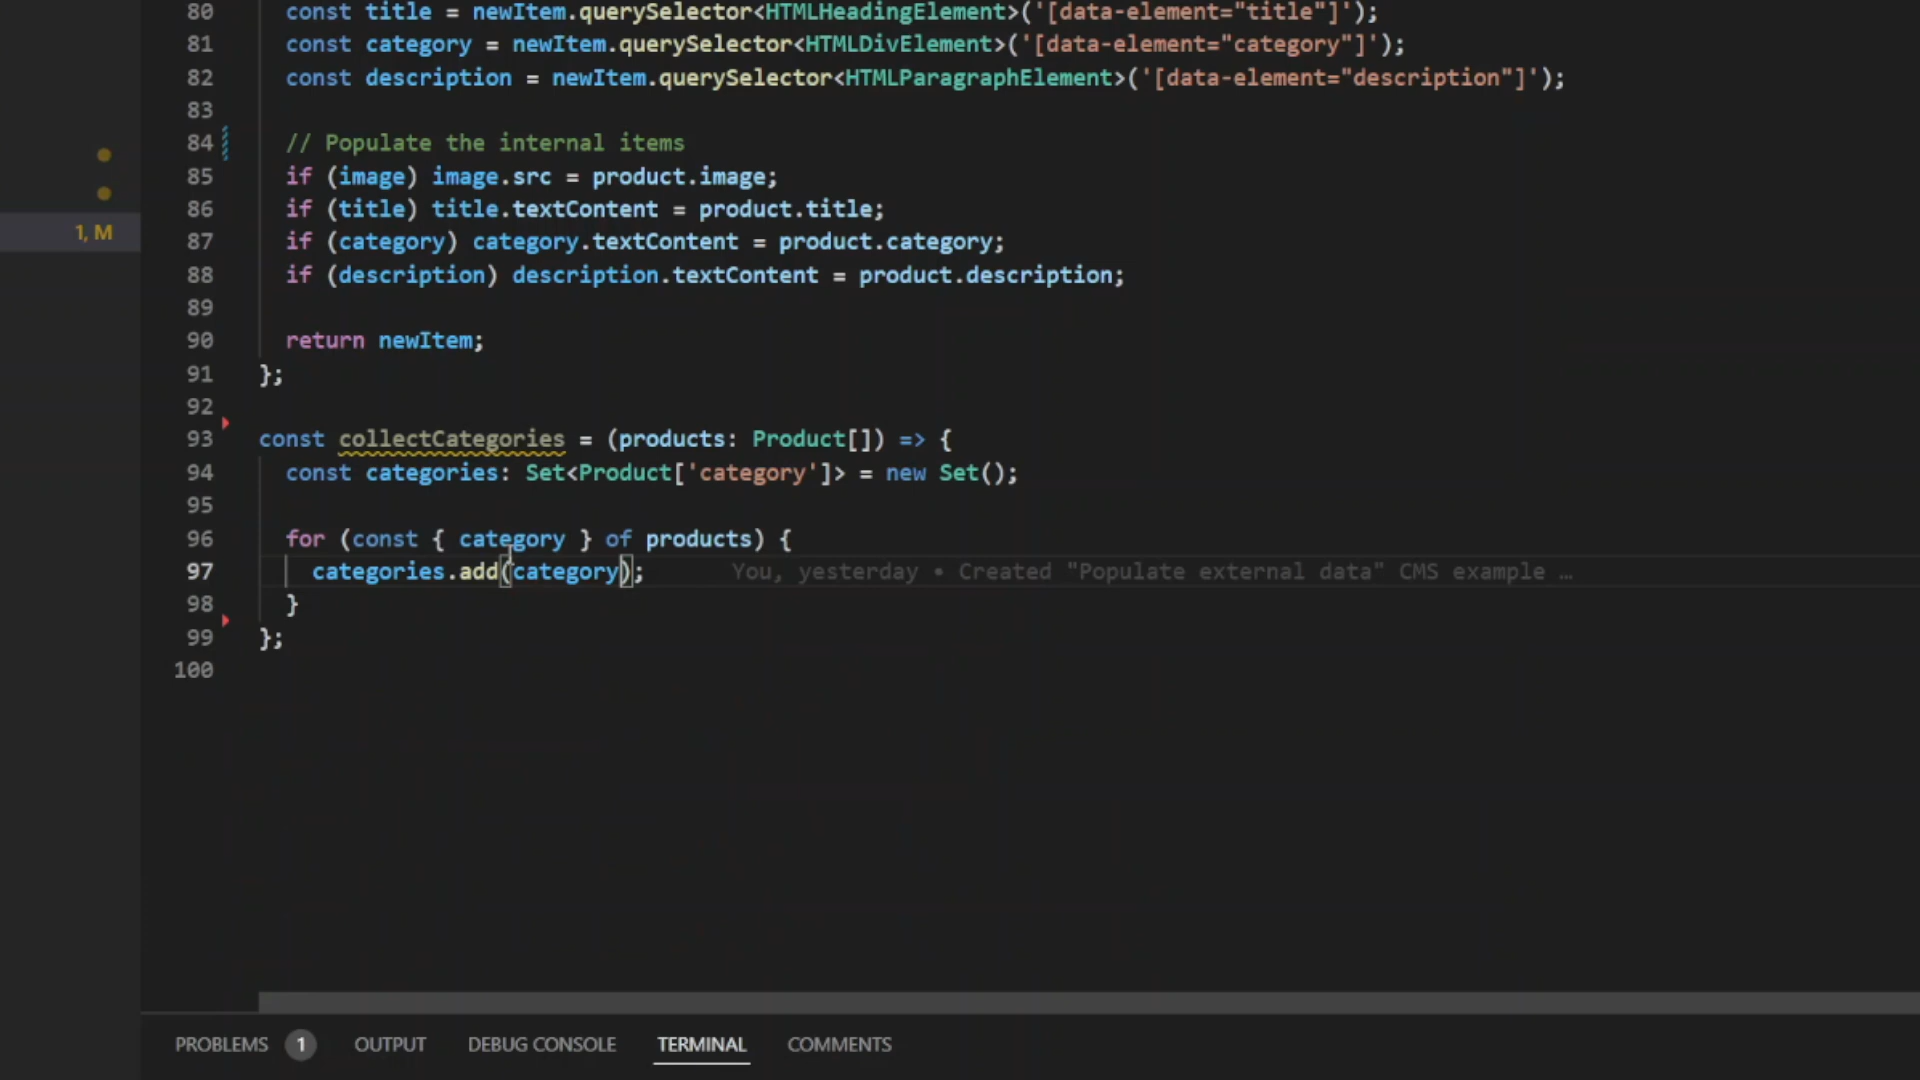 80 const title = newItem.querySelector<HTMLHeadingElement>('[data-element="title"]');
81 const category = newItem.querySelector<HTMLDivElement>('[data-element="category"]');
82 const description = newItem.querySelector<HTMLParagraphElement>('[data-element="description"]');
83
84 // Populate the internal items
85 if (image) image.src = product.image;
86 if (title) title.textContent = product.title;
1, M
87 if (category) category.textContent = product.category;
88 if (description) description.textContent = product.description;
89
90 return newItem;
91 };
92
93 const collectCategories = (products: Product[]) => {
94 const categories: Set<Product['category']> = new Set();
95
96 for (const { category } of products) {
97 categories.add(category); You, yesterday • Created "Populate external data" CMS example …
98 }
99 };
100
PROBLEMS 1 OUTPUT DEBUG CONSOLE TERMINAL COMMENTS